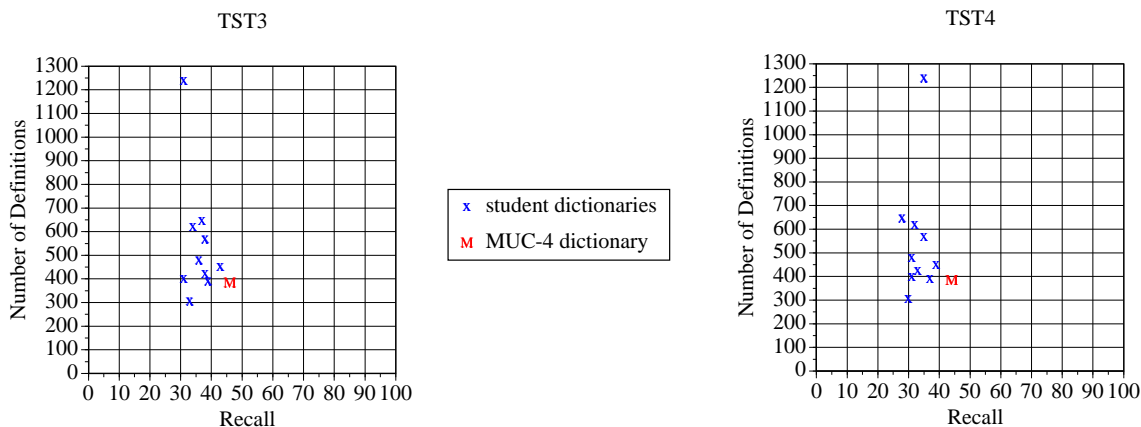 TST3
1300
1200
1100
1000
900
800
700
600
500
400
300
200
100
0
Number of Definitions
x x x x x x x x x x M
0 10 20 30 40 50 60 70 80 90 100
Recall
x student dictionaries
M MUC-4 dictionary
TST4
1300
1200
1100
1000
900
800
700
600
500
400
300
200
100
0
Number of Definitions
x x x x x x x x x x M
0 10 20 30 40 50 60 70 80 90 100
Recall